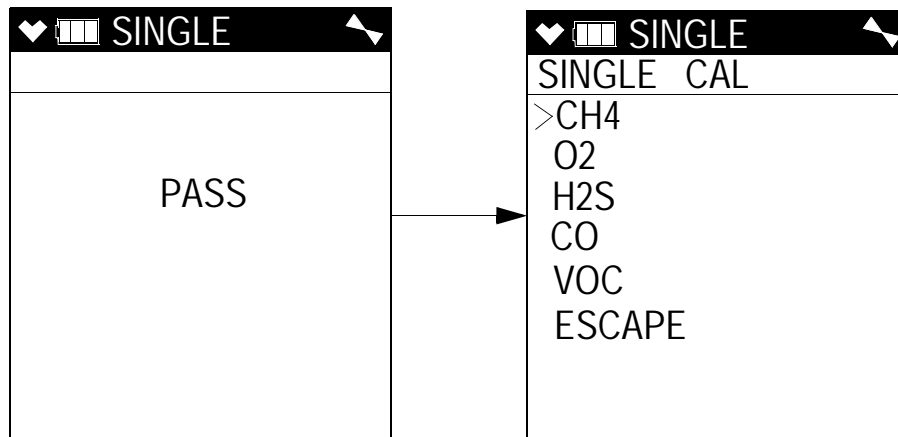 SINGLE
PASS
SINGLE
SINGLE CAL
>CH4
O2
H2S
CO
VOC
ESCAPE